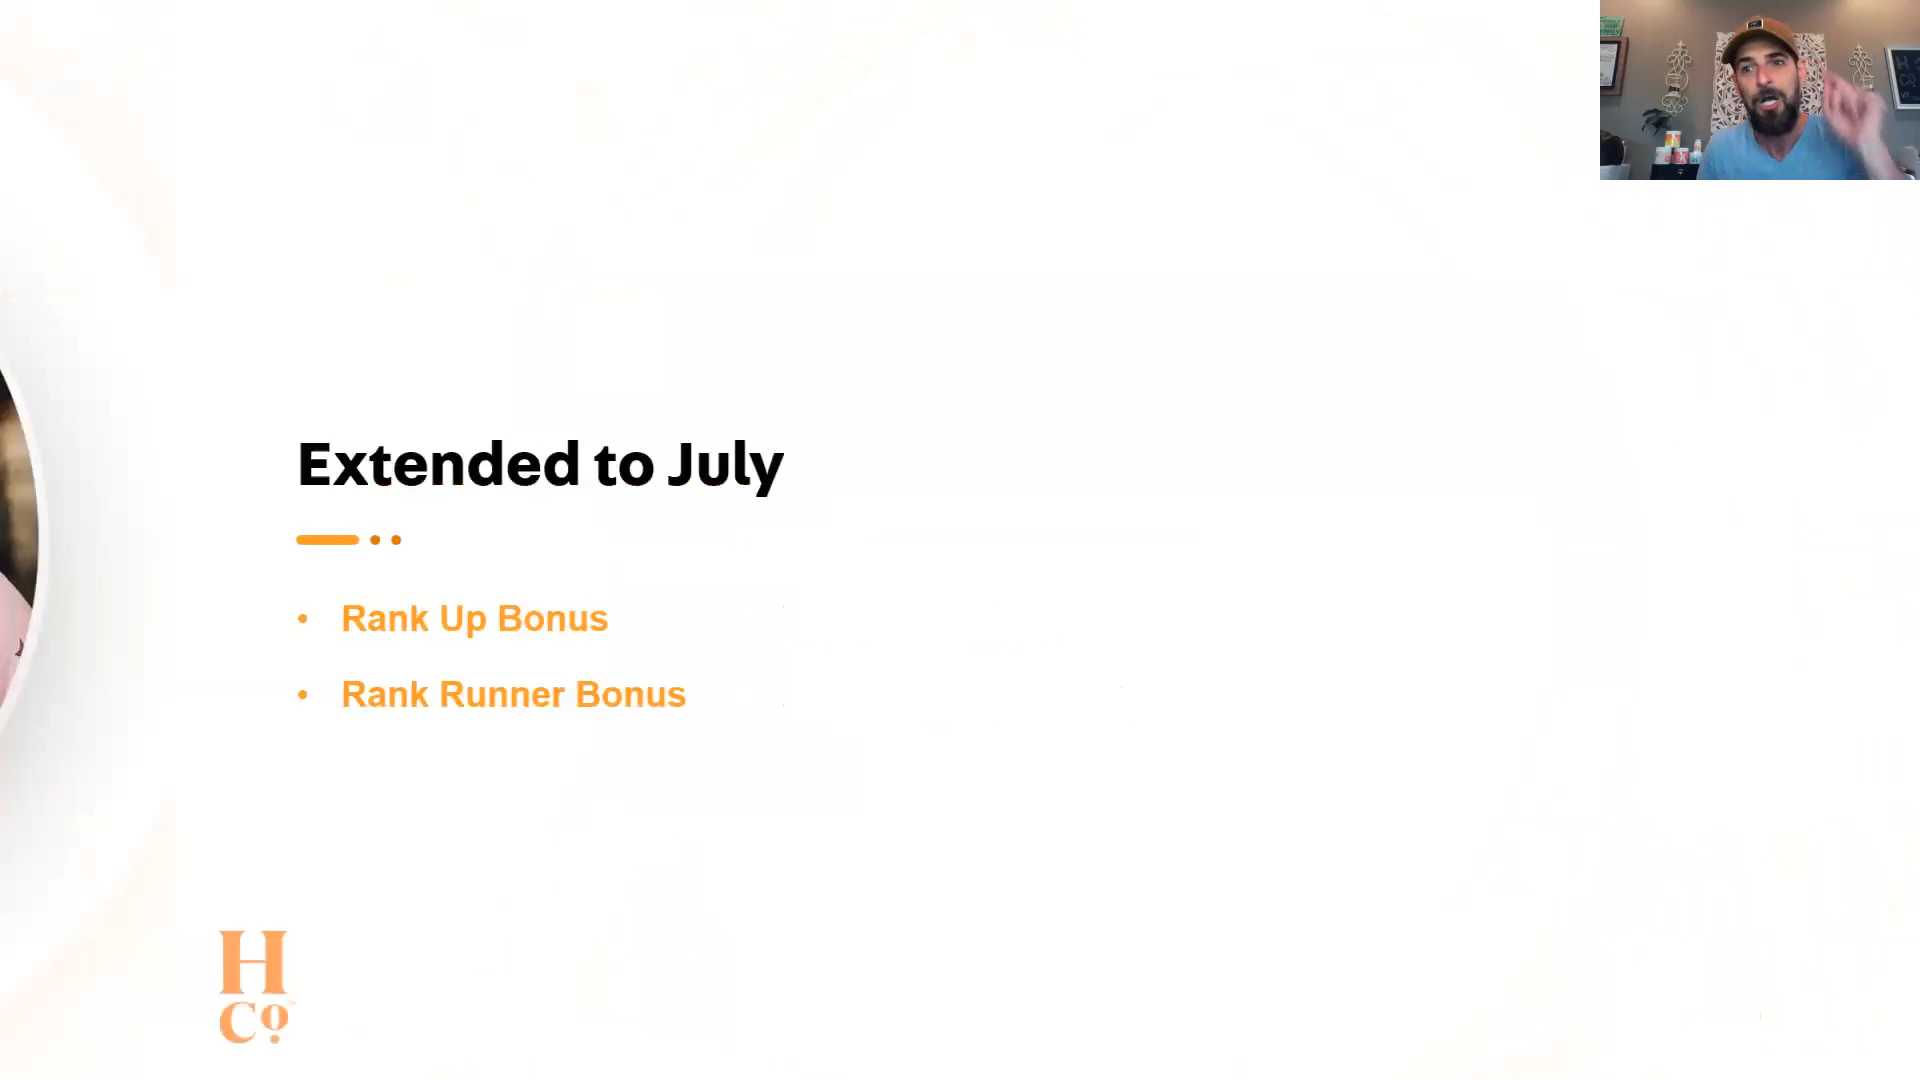 Extended to July
• Rank Up Bonus
• Rank Runner Bonus
H
Co